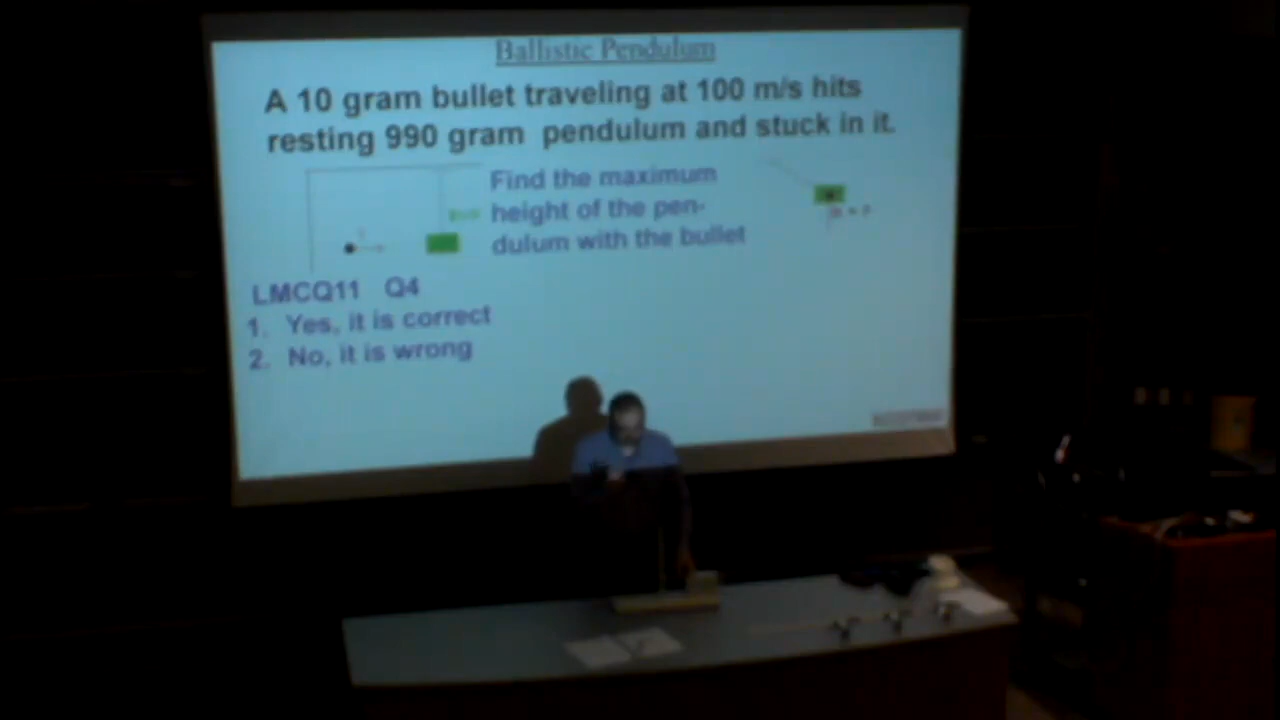 Ballistic Pendulum
A 10 gram bullet traveling at 100 m/s hits
resting 990 gram pendulum and stuck in it.
Find the maximum
height of the pen-
dulum with the bullet
LMCQ11 Q4
1. Yes, it is correct
2. No, it is wrong